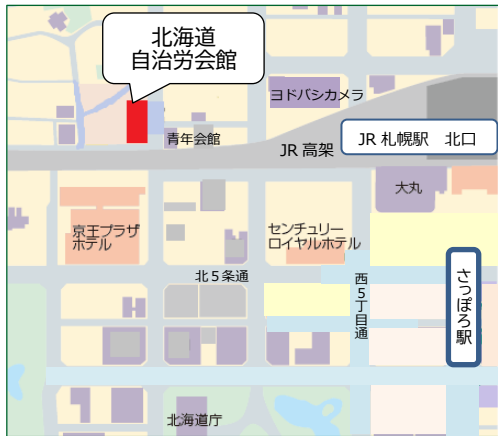 北海道
自治労会館
ヨドバシカメラ
青年会館
JR 高架
JR 札幌駅 北口
大丸
京王プラザ
ホテル
センチュリー
ロイヤルホテル
さっぽろ駅
北5条通
西5丁目通
北海道庁